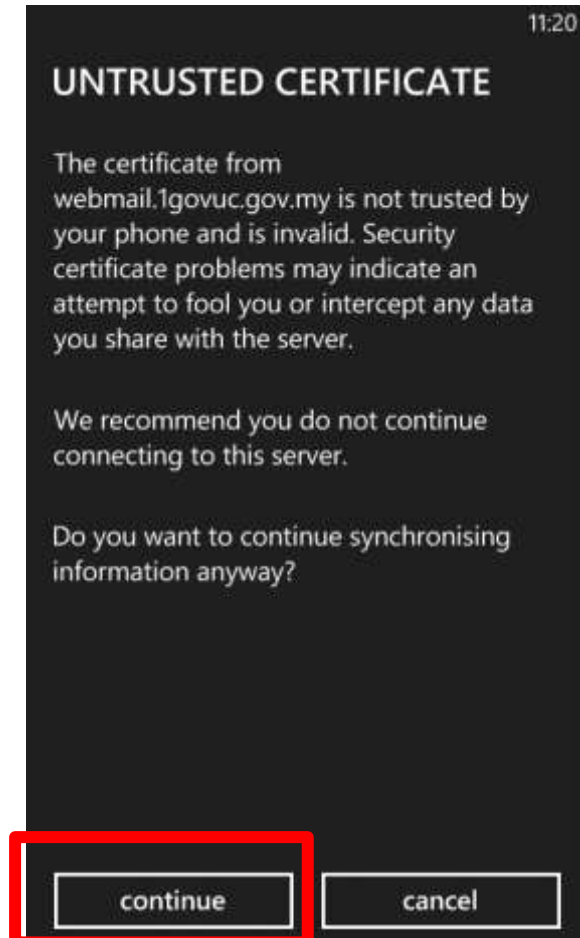 11:20
UNTRUSTED CERTIFICATE
The certificate from
webmail.1govuc.gov.my is not trusted by
your phone and is invalid. Security
certificate problems may indicate an
attempt to fool you or intercept any data
you share with the server.
We recommend you do not continue
connecting to this server.
Do you want to continue synchronising
information anyway?
continue cancel